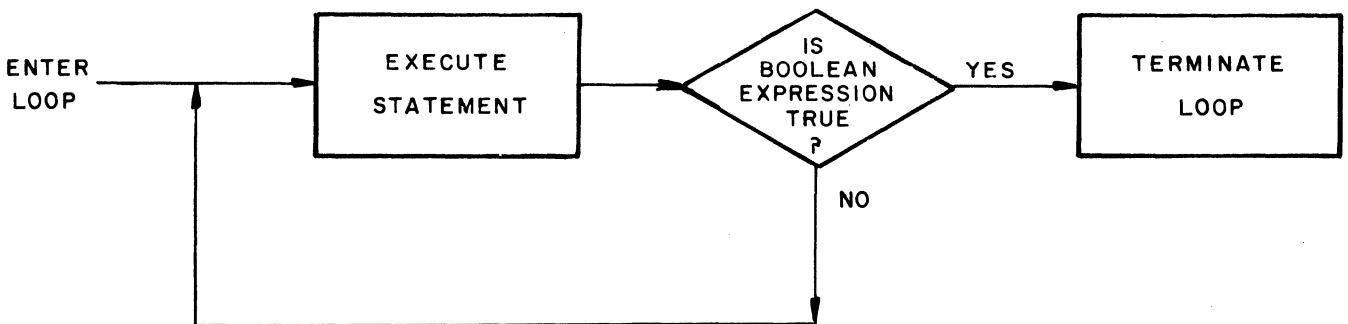 ENTER
LOOP
EXECUTE
STATEMENT
IS
BOOLEAN
EXPRESSION
TRUE
?
YES
TERMINATE
LOOP
NO